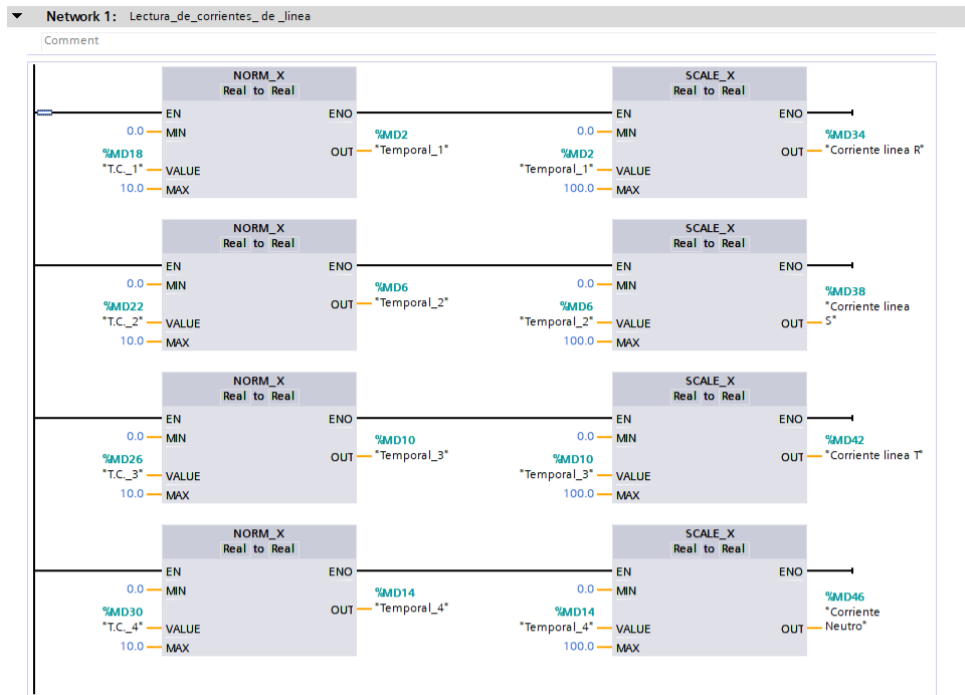 Network 1: Lectura_de_corrientes_ de _linea
Comment
NORM_X
Real to Real
SCALE_X
Real to Real
EN ENO EN ENO
0.0 MIN %MD2 0.0 MIN %MD34
%MD18 OUT "Temporal_1" %MD2 OUT "Corriente linea R"
"T.C._1" VALUE "Temporal_1" VALUE
10.0 MAX 100.0 MAX
NORM_X
Real to Real
SCALE_X
Real to Real
EN ENO EN ENO
0.0 MIN %MD6 0.0 MIN %MD38
%MD22 OUT "Temporal_2" %MD6 "Corriente linea
"T.C._2" VALUE "Temporal_2" VALUE OUT S"
10.0 MAX 100.0 MAX
NORM_X
Real to Real
SCALE_X
Real to Real
EN ENO EN ENO
0.0 MIN %MD10 0.0 MIN %MD42
%MD26 OUT "Temporal_3" %MD10 OUT "Corriente linea T"
"T.C._3" VALUE "Temporal_3" VALUE
10.0 MAX 100.0 MAX
NORM_X
Real to Real
SCALE_X
Real to Real
EN ENO EN ENO
0.0 MIN %MD14 0.0 MIN %MD46
%MD30 OUT "Temporal_4" %MD14 "Corriente
"T.C._4" VALUE "Temporal_4" VALUE OUT Neutro"
10.0 MAX 100.0 MAX